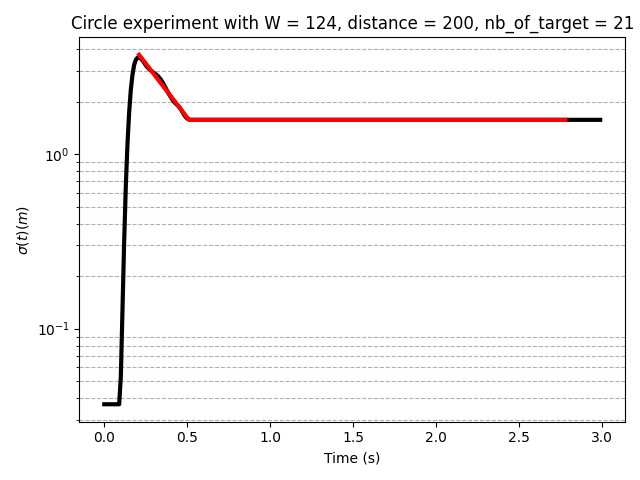 Circle experiment with W = 124, distance = 200, nb_of_target = 21
10⁰
10⁻¹
σ(t)(m)
0.0 0.5 1.0 1.5 2.0 2.5 3.0
Time (s)